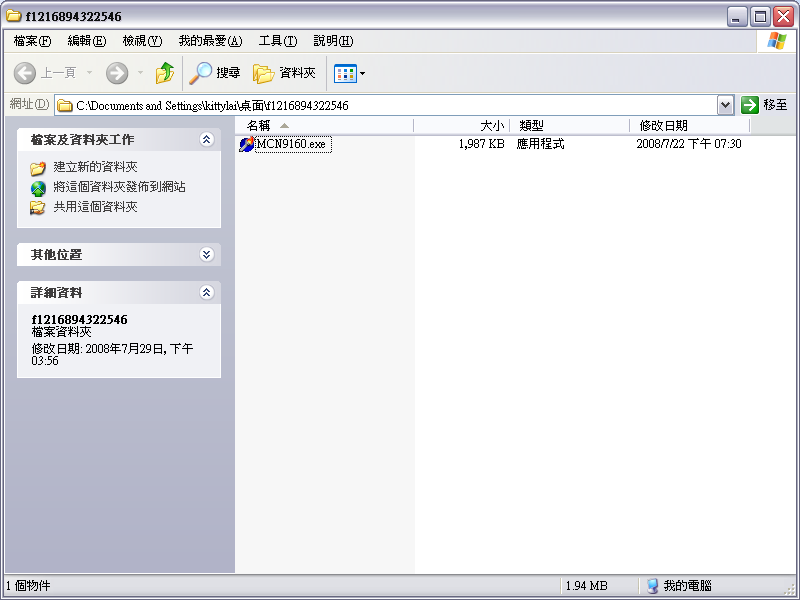 f1216894322546
檔案(F) 編輯(E) 檢視(V) 我的最愛(A) 工具(T) 說明(H)
上一頁 搜尋 資料夾
網址(D) C:\Documents and Settings\kittylai\桌面\f1216894322546 移至
檔案及資料夾工作
建立新的資料夾
將這個資料夾發佈到網站
共用這個資料夾
其他位置
詳細資料
f1216894322546
檔案資料夾
修改日期: 2008年7月29日, 下午
03:56
名稱 大小 類型 修改日期
MCN9160.exe 1,987 KB 應用程式 2008/7/22 下午 07:30
1 個物件 1.94 MB 我的電腦